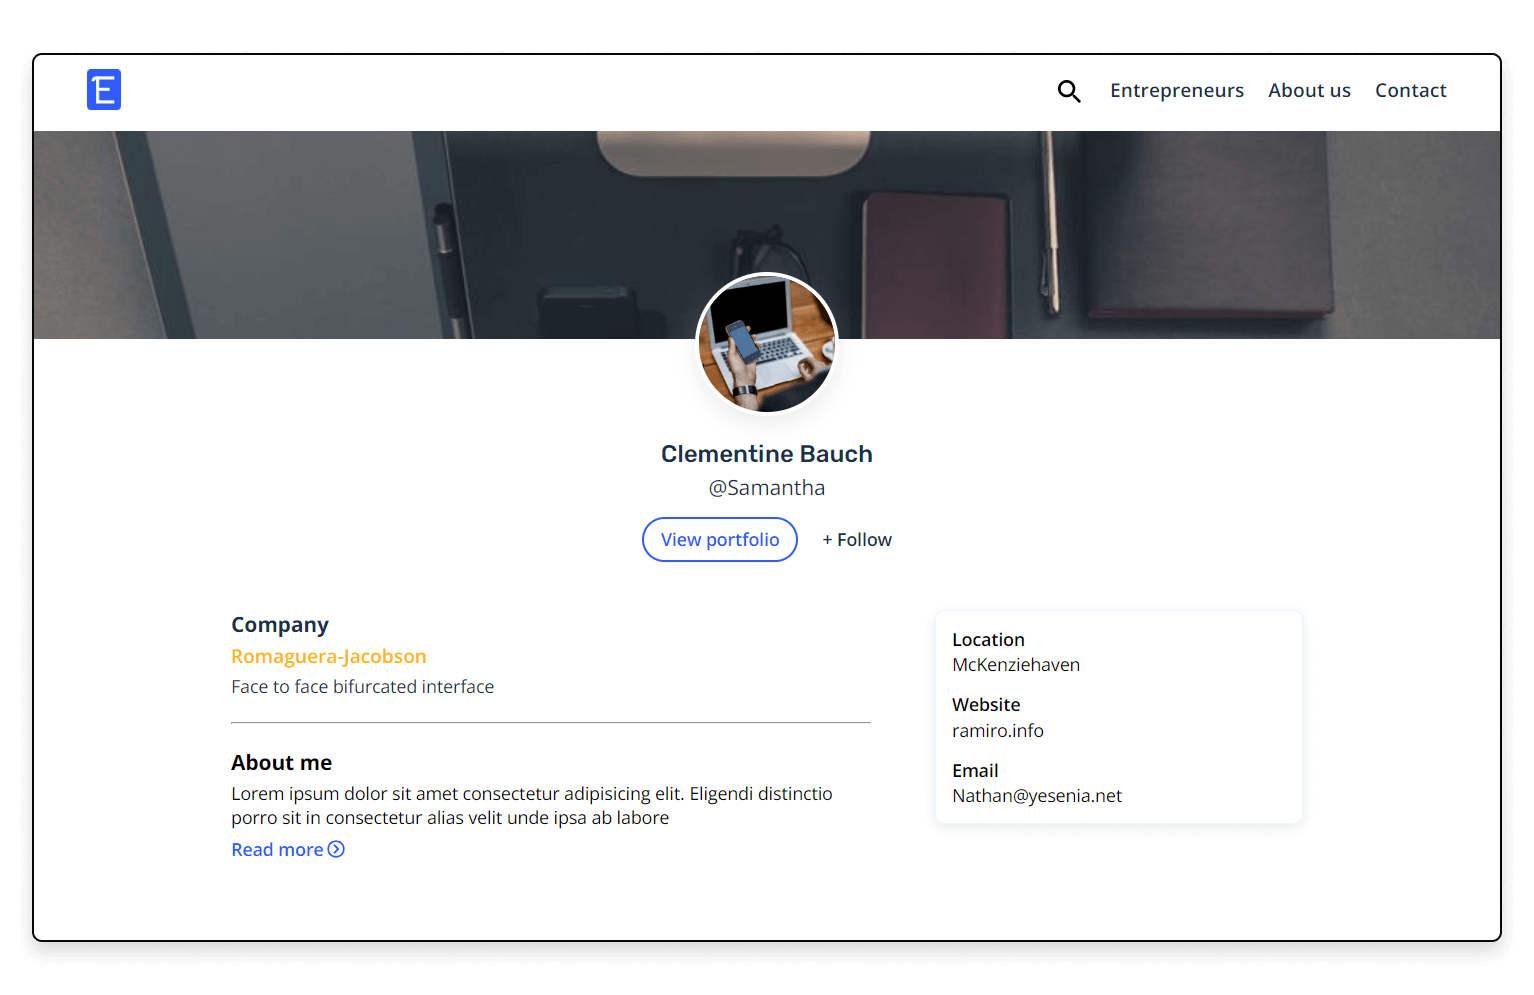 E
Entrepreneurs About us Contact
Clementine Bauch
@Samantha
View portfolio + Follow
Company
Romaguera-Jacobson
Face to face bifurcated interface
About me
Lorem ipsum dolor sit amet consectetur adipisicing elit. Eligendi distinctio
porro sit in consectetur alias velit unde ipsa ab labore
Read more
Location
McKenziehaven
Website
ramiro.info
Email
Nathan@yesenia.net